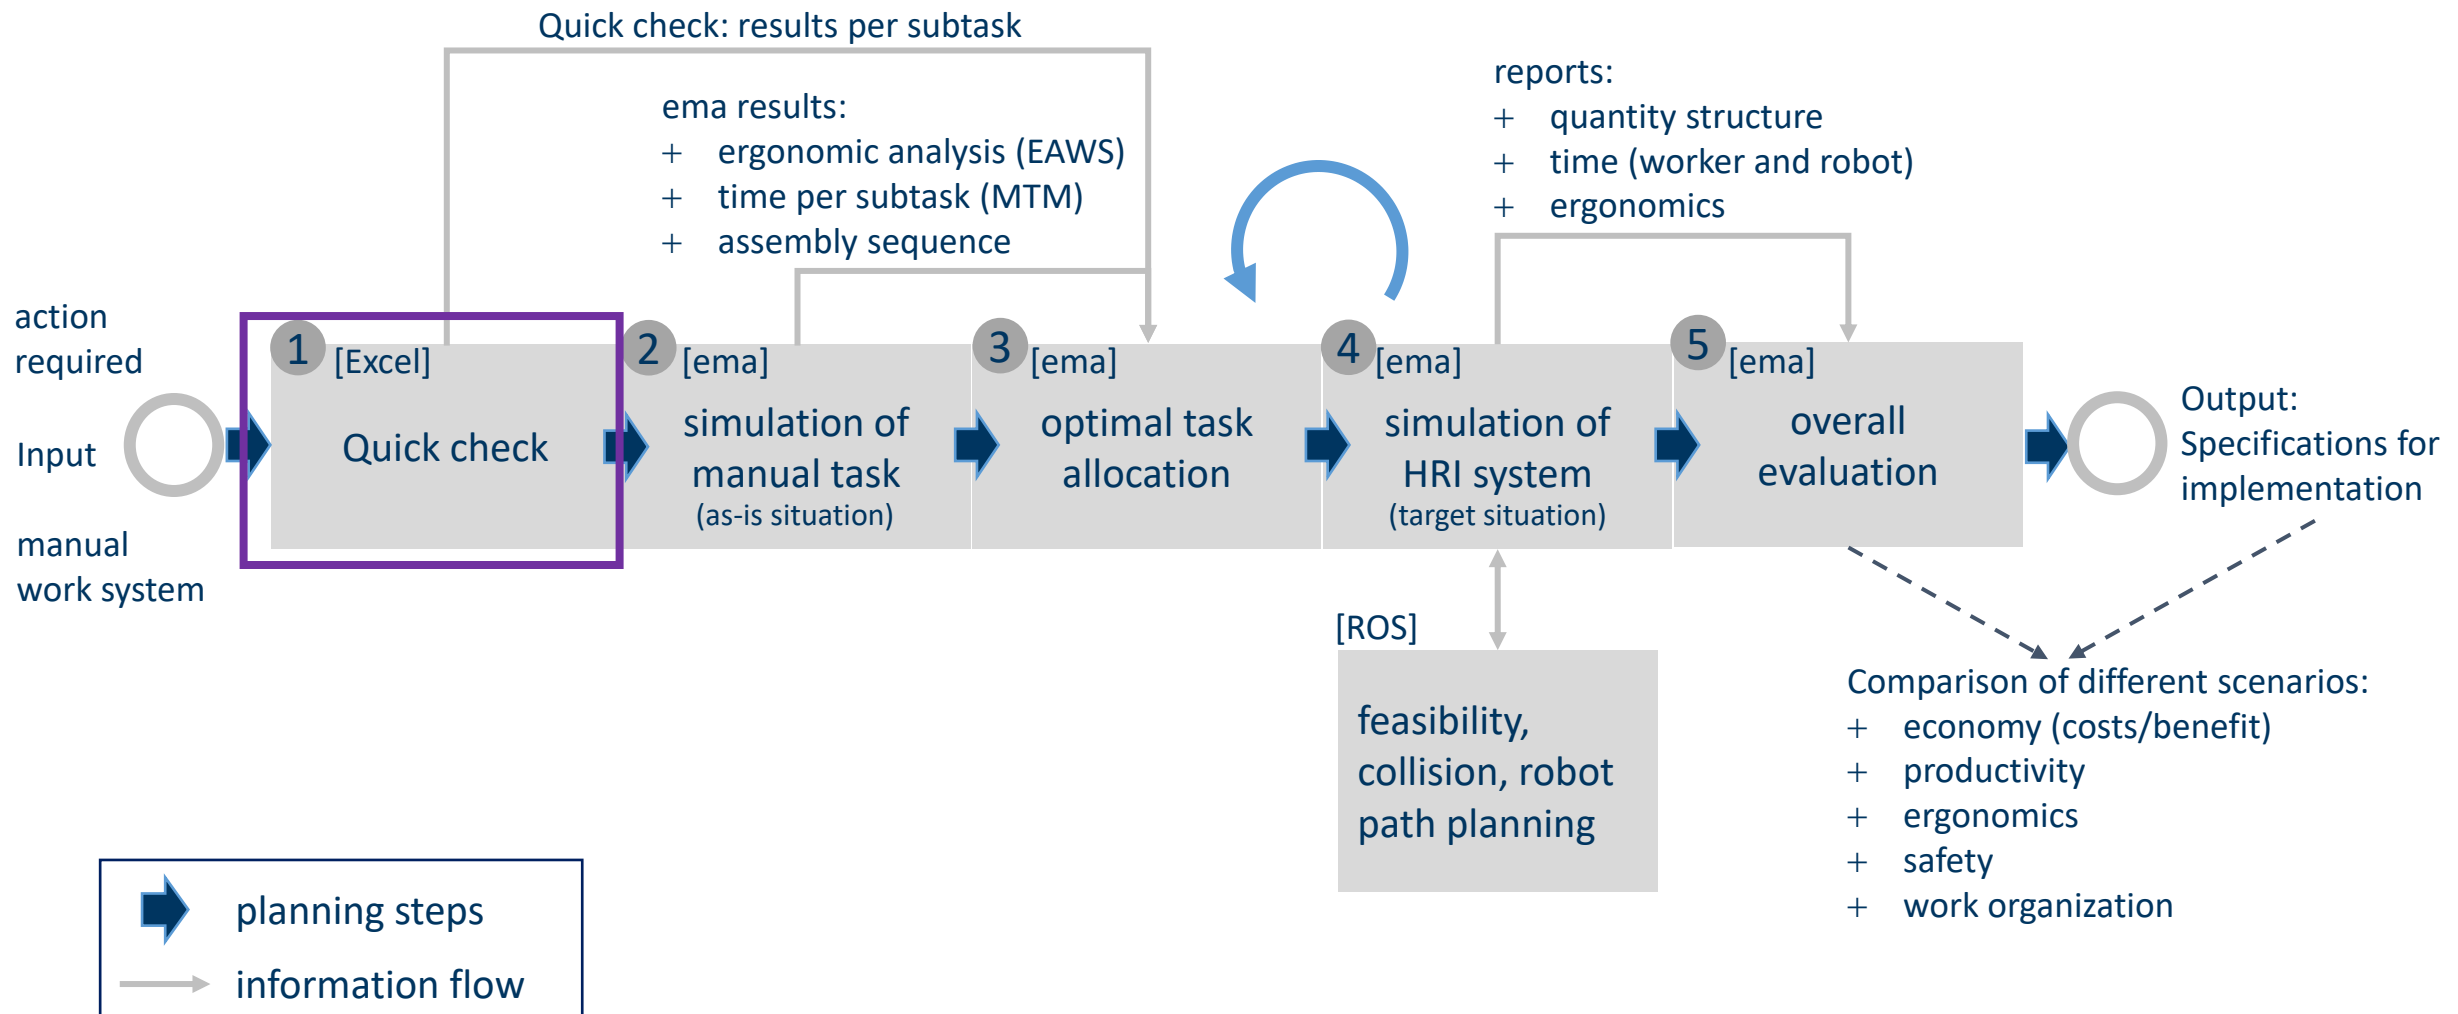 Quick check: results per subtask
ema results:
+ ergonomic analysis (EAWS)
+ time per subtask (MTM)
+ assembly sequence
reports:
+ quantity structure
+ time (worker and robot)
+ ergonomics
action
required
Input
manual
work system
1 [Excel]
Quick check
2 [ema]
simulation of
manual task
(as-is situation)
3 [ema]
optimal task
allocation
4 [ema]
simulation of
HRI system
(target situation)
5 [ema]
overall
evaluation
Output:
Specifications for
implementation
[ROS]
feasibility,
collision, robot
path planning
Comparison of different scenarios:
+ economy (costs/benefit)
+ productivity
+ ergonomics
+ safety
+ work organization
planning steps
information flow